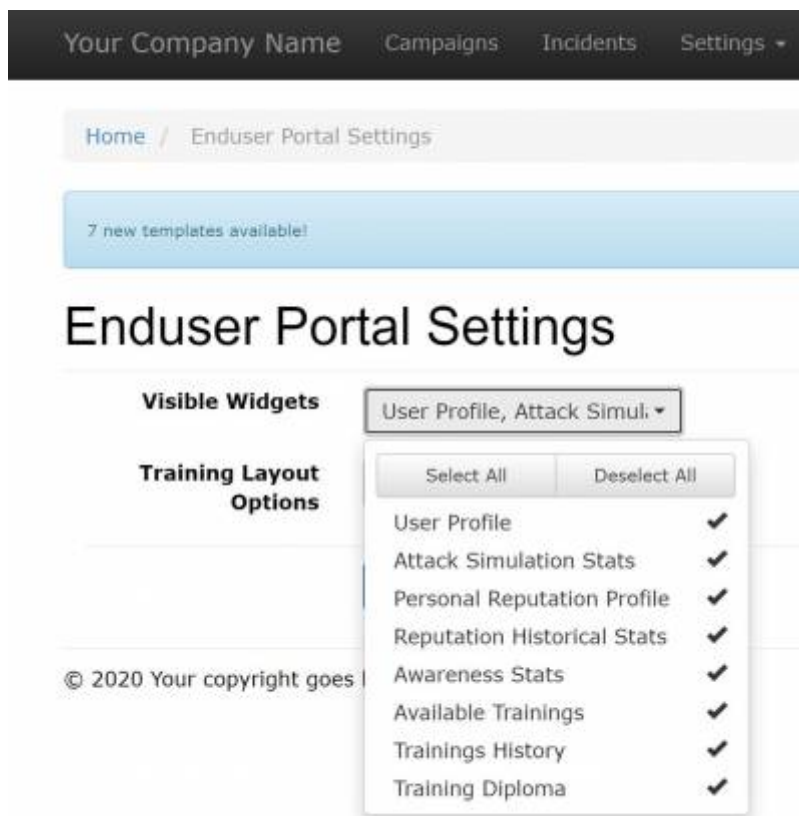 Your Company Name Campaigns Incidents Settings
Home / Enduser Portal Settings
7 new templates available!
Enduser Portal Settings
Visible Widgets
User Profile, Attack Simul
Training Layout
Options
Select All Deselect All
User Profile
Attack Simulation Stats
Personal Reputation Profile
Reputation Historical Stats
Awareness Stats
Available Trainings
Trainings History
Training Diploma
© 2020 Your copyright goes